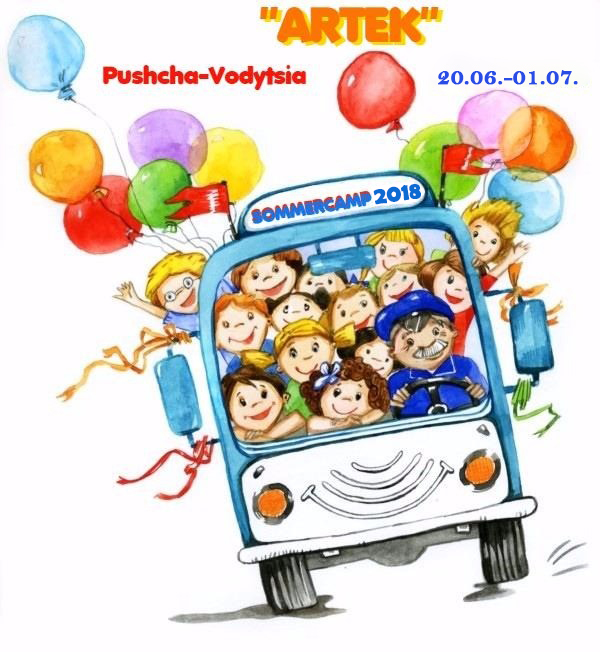 "ARTEK"
Pushcha-Vodytsia 20.06.-01.07.
SOMMERCAMP 2018